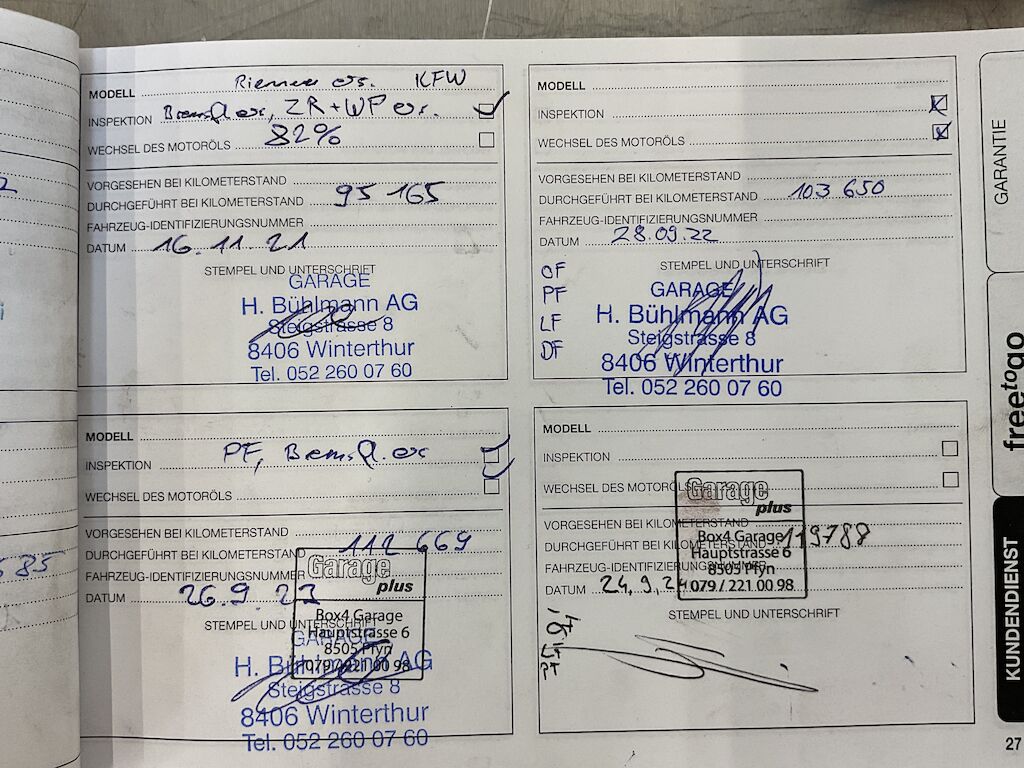 MODELL Riemen ers. KFW
INSPEKTION Bremsfl. ers, ZR+WP ers.
WECHSEL DES MOTORÖLS 82%
VORGESEHEN BEI KILOMETERSTAND
DURCHGEFÜHRT BEI KILOMETERSTAND 95 165
FAHRZEUG-IDENTIFIZIERUNGSNUMMER
DATUM 16.11.21
STEMPEL UND UNTERSCHRIFT
GARAGE
H. Bühlmann AG
Steigstrasse 8
8406 Winterthur
Tel. 052 260 07 60
MODELL
INSPEKTION
WECHSEL DES MOTORÖLS
VORGESEHEN BEI KILOMETERSTAND
DURCHGEFÜHRT BEI KILOMETERSTAND 103 650
FAHRZEUG-IDENTIFIZIERUNGSNUMMER
DATUM 28.09.22
STEMPEL UND UNTERSCHRIFT
OF
PF
LF
DF
GARAGE
H. Bühlmann AG
Steigstrasse 8
8406 Winterthur
Tel. 052 260 07 60
MODELL
INSPEKTION PF, Bremsfl. ers
WECHSEL DES MOTORÖLS
VORGESEHEN BEI KILOMETERSTAND
DURCHGEFÜHRT BEI KILOMETERSTAND 112 669
FAHRZEUG-IDENTIFIZIERUNGSNUMMER
DATUM 26.9.23
STEMPEL UND UNTERSCHRIFT
Garage
plus
Box4 Garage
Hauptstrasse 6
8505 Pfyn
079 / 221 00 98
GARAGE
H. Bühlmann AG
Steigstrasse 8
8406 Winterthur
Tel. 052 260 07 60
MODELL
INSPEKTION
WECHSEL DES MOTORÖLS
VORGESEHEN BEI KILOMETERSTAND
DURCHGEFÜHRT BEI KILOMETERSTAND 119788
FAHRZEUG-IDENTIFIZIERUNGSNUMMER
DATUM 24.9.24
STEMPEL UND UNTERSCHRIFT
Garage
plus
Box4 Garage
Hauptstrasse 6
8505 Pfyn
079 / 221 00 98
GARANTIE
freetogo
KUNDENDIENST
27